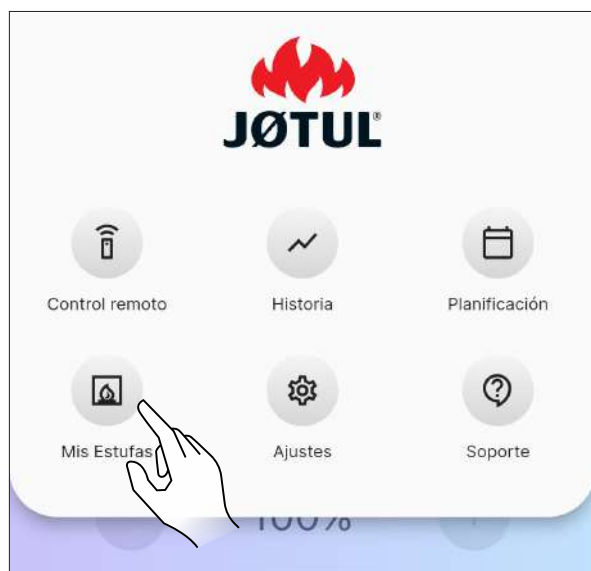 JØTUL®
Control remoto
Historia
Planificación
Mis Estufas
Ajustes
Soporte
100%